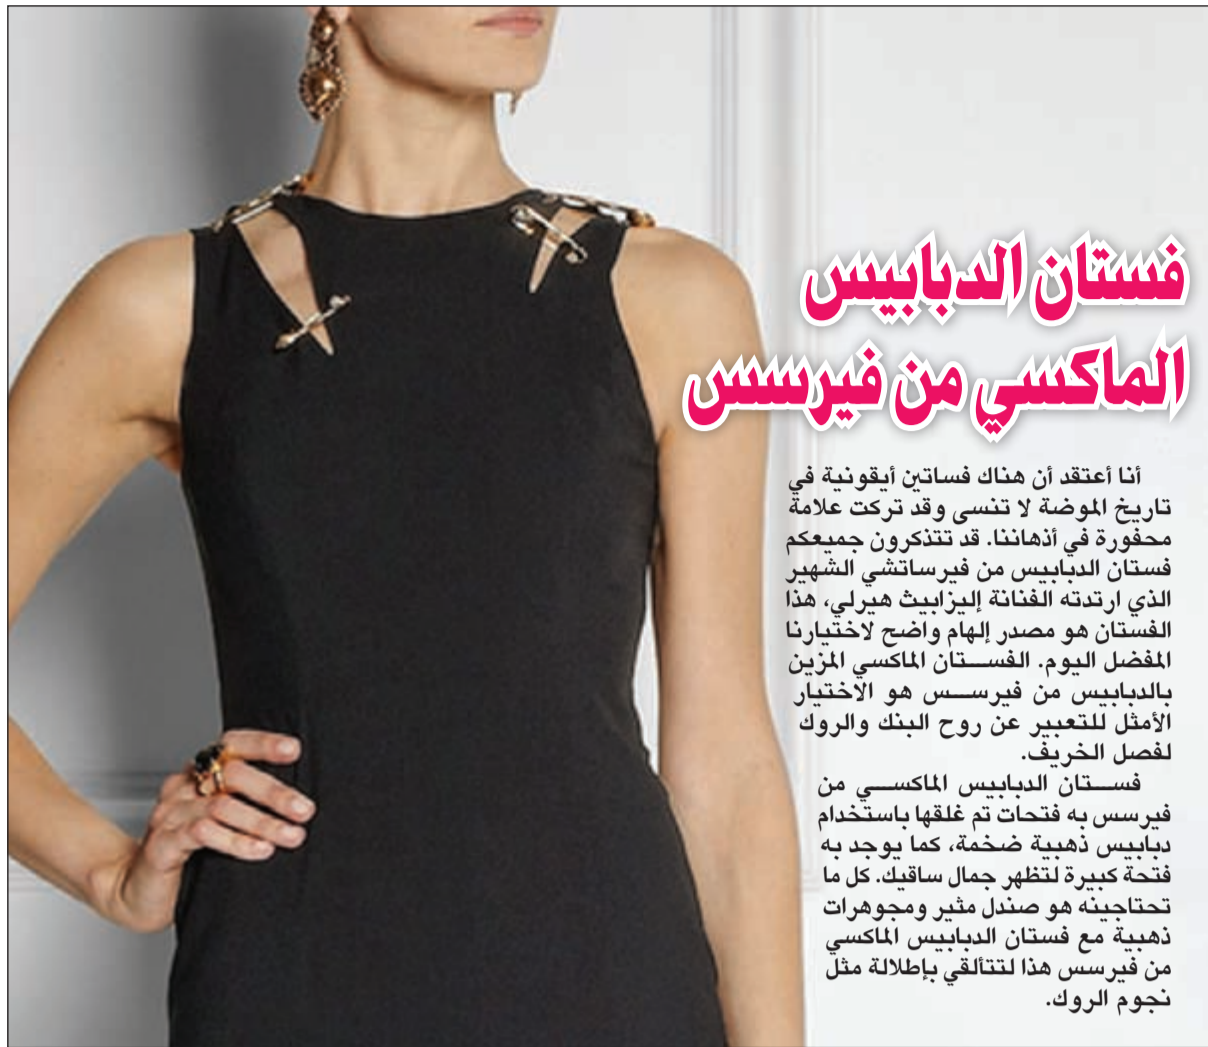 فستان الدبابيس
الماكسي من فيرسس
أنا أعتقد أن هناك فساتين أيقونية في
تاريخ الموضة لا تنسى وقد تركت علامة
محفورة في أذهاننا. قد تتذكرون جميعكم
فستان الدبابيس من فيرساتشي الشهير
الذي ارتدته الفنانة إليزابيث هيرلي، هذا
الفستان هو مصدر إلهام واضح لاختيارنا
المفضل اليوم. الفستان الماكسي المزين
بالدبابيس من فيرسس هو الاختيار
الأمثل للتعبير عن روح البنك والروك
لفصل الخريف.
فستان الدبابيس الماكسي من
فيرسس به فتحات تم غلقها باستخدام
دبابيس ذهبية ضخمة، كما يوجد به
فتحة كبيرة لتظهر جمال ساقيك. كل ما
تحتاجينه هو صندل مثير ومجوهرات
ذهبية مع فستان الدبابيس الماكسي
من فيرسس هذا لتتألقي بإطلالة مثل
نجوم الروك.